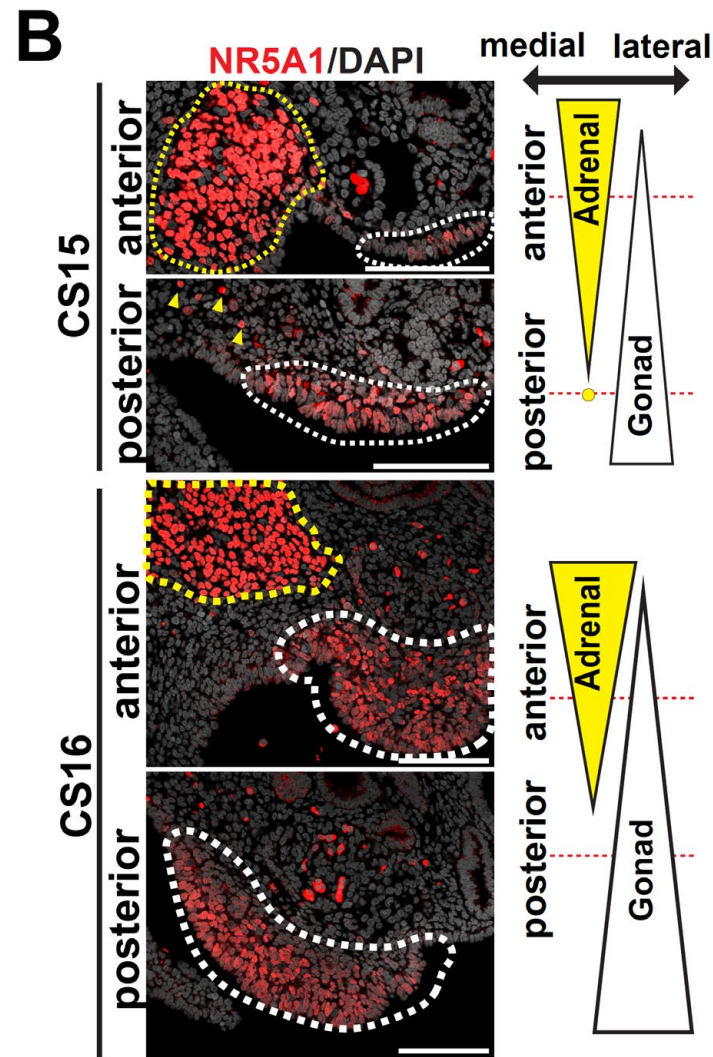 B
NR5A1/DAPI
medial lateral
CS15
anterior
posterior
anterior
posterior
Adrenal
Gonad
CS16
anterior
posterior
anterior
posterior
Adrenal
Gonad